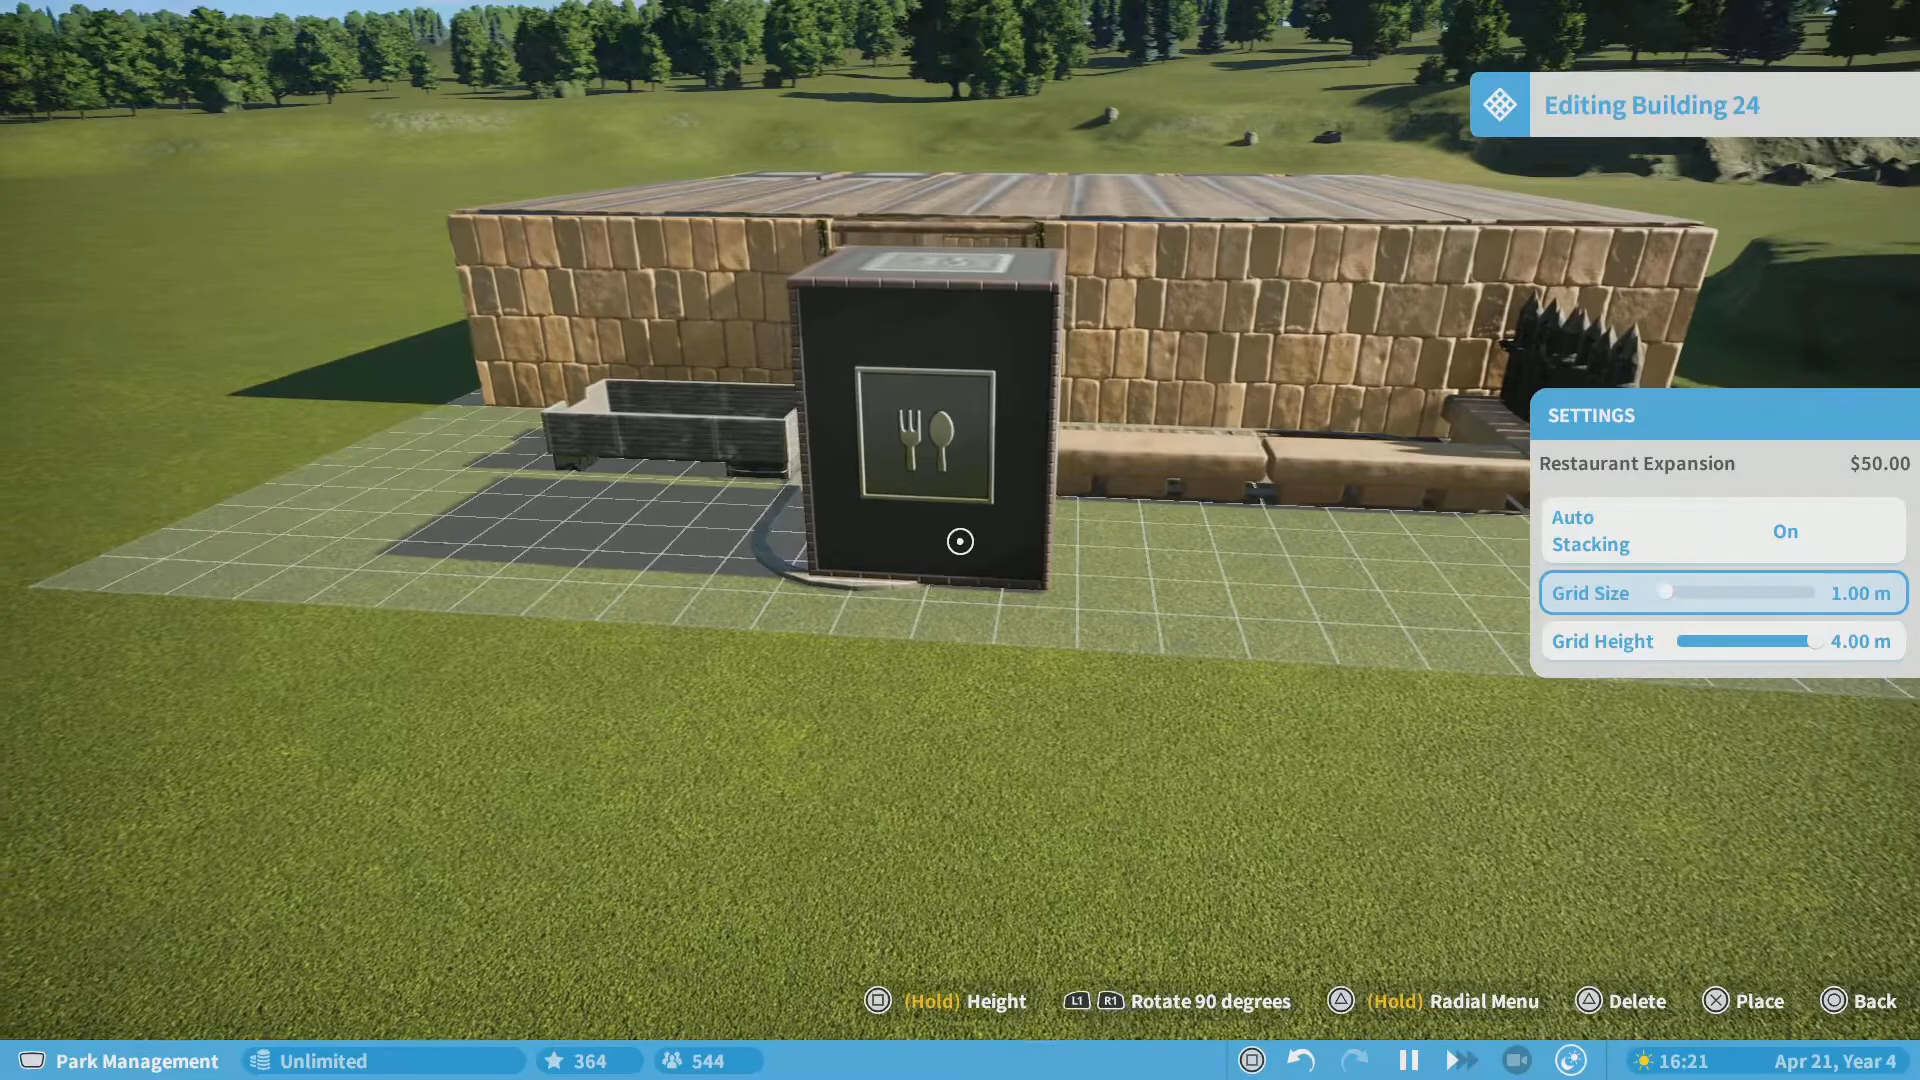 Editing Building 24
SETTINGS
Restaurant Expansion $50.00
Auto Stacking On
Grid Size 1.00 m
Grid Height 4.00 m
(Hold) Height L1 R1 Rotate 90 degrees (Hold) Radial Menu Delete Place Back
Park Management Unlimited 364 544 16:21 Apr 21, Year 4